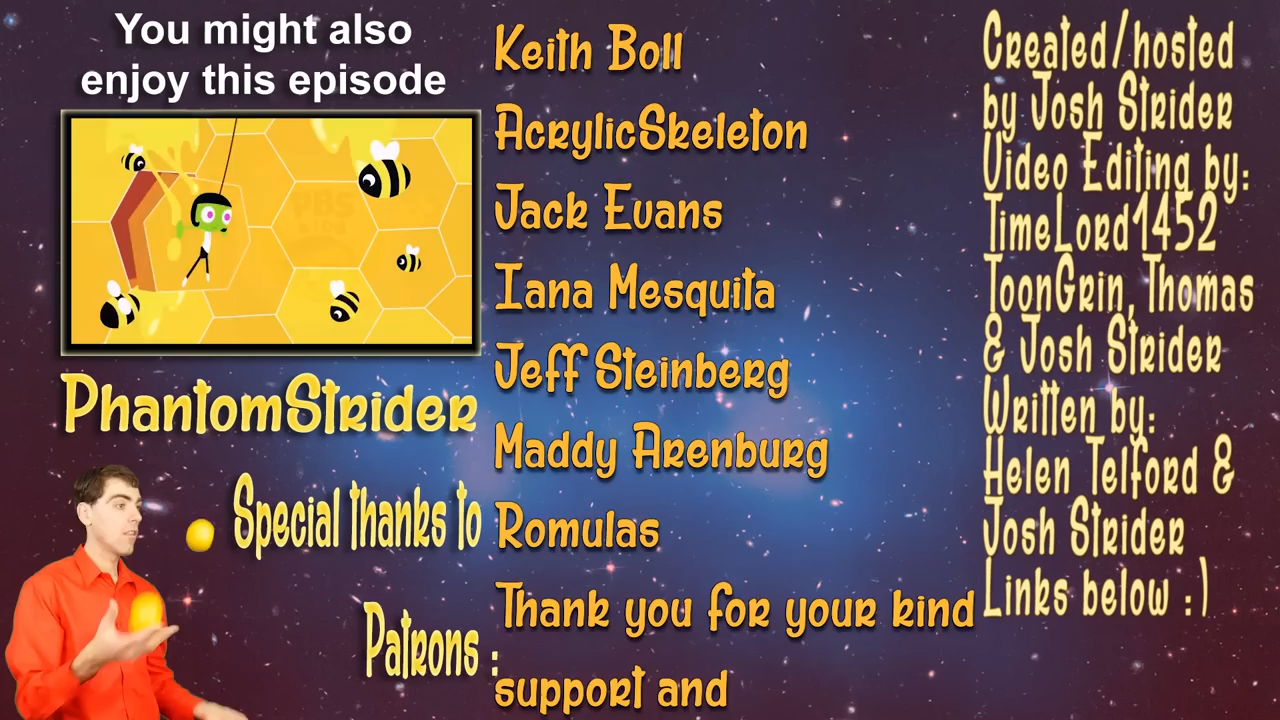 You might also
enjoy this episode
PBS
KIDS
PhantomStrider
Special thanks to
Patrons :
Keith Boll
AcrylicSkeleton
Jack Evans
Iana Mesquita
Jeff Steinberg
Maddy Arenburg
Romulas
Thank you for your kind
support and
Created/hosted
by Josh Strider
Video Editing by:
TimeLord1452
ToonGrin, Thomas
& Josh Strider
Written by:
Helen Telford &
Josh Strider
Links below :)